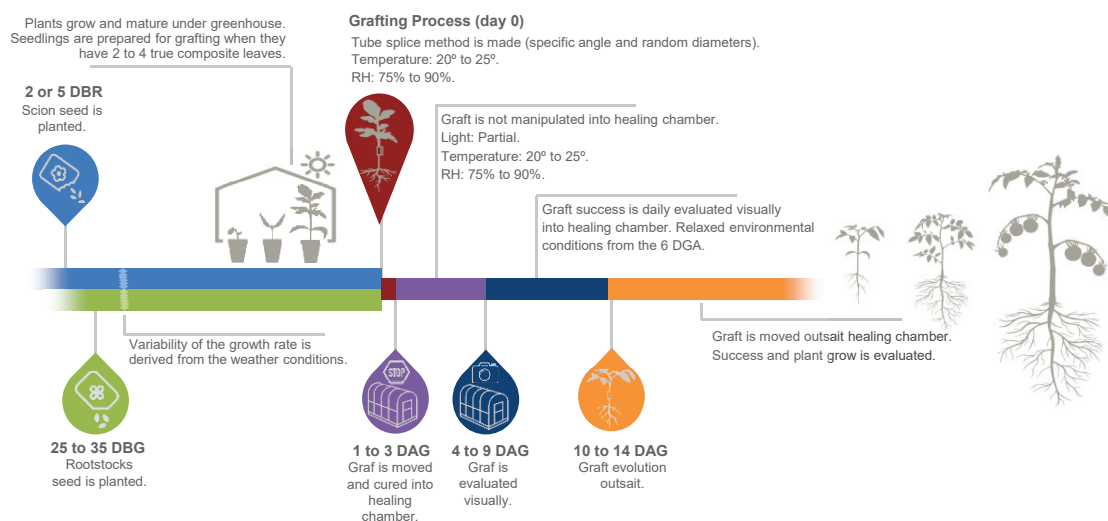 Plants grow and mature under greenhouse.
Seedlings are prepared for grafting when they
have 2 to 4 true composite leaves.
2 or 5 DBR
Scion seed is
planted.
Grafting Process (day 0)
Tube splice method is made (specific angle and random diameters).
Temperature: 20º to 25º.
RH: 75% to 90%.
Graft is not manipulated into healing chamber.
Light: Partial.
Temperature: 20º to 25º.
RH: 75% to 90%.
Graft success is daily evaluated visually
into healing chamber. Relaxed environmental
conditions from the 6 DGA.
Variability of the growth rate is
derived from the weather conditions.
Graft is moved outsait healing chamber.
Success and plant grow is evaluated.
25 to 35 DBG
Rootstocks
seed is planted.
STOP
1 to 3 DAG
Graf is moved
and cured into
healing
chamber.
4 to 9 DAG
Graf is
evaluated
visually.
10 to 14 DAG
Graft evolution
outsait.